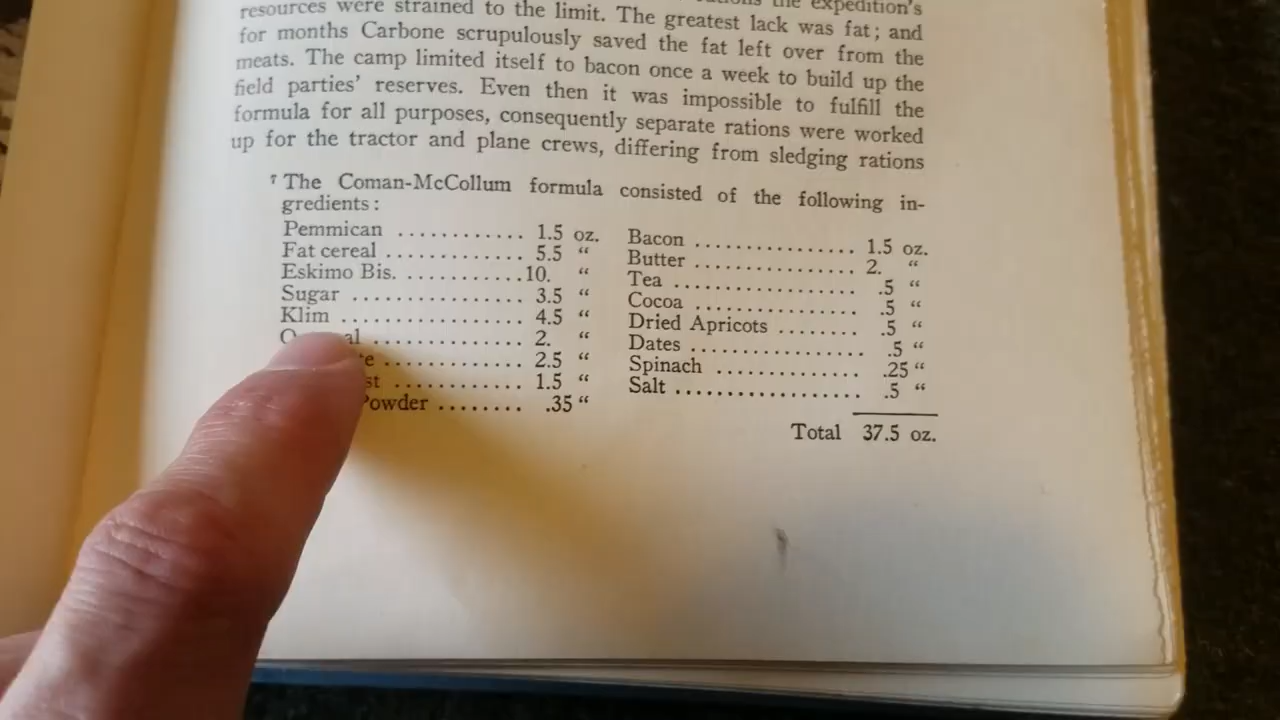 the expedition's
resources were strained to the limit. The greatest lack was fat; and
for months Carbone scrupulously saved the fat left over from the
meats. The camp limited itself to bacon once a week to build up the
field parties' reserves. Even then it was impossible to fulfill the
formula for all purposes, consequently separate rations were worked
up for the tractor and plane crews, differing from sledging rations
⁷ The Coman-McCollum formula consisted of the following in-
gredients:
Pemmican ............ 1.5 oz.
Fat cereal ............. 5.5 “
Eskimo Bis. ...........10. “
Sugar ................ 3.5 “
Klim ................. 4.5 “
.............. 2. “
............. 2.5 “
............ 1.5 “
Powder ........ .35 “
Bacon ............... 1.5 oz.
Butter ............... 2. “
Tea ................. .5 “
Cocoa ............... .5 “
Dried Apricots ....... .5 “
Dates ................ .5 “
Spinach ............. .25 “
Salt .................. .5 “
Total 37.5 oz.